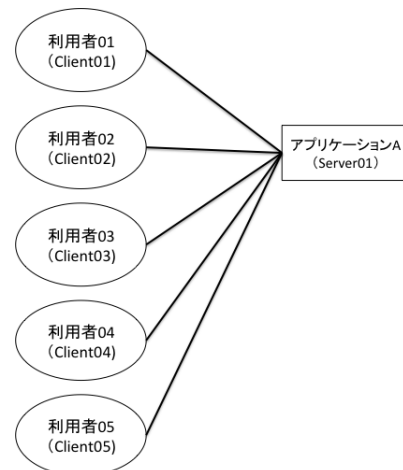 利用者01
（Client01)
利用者02
（Client02)
アプリケーションA
（Server01）
利用者03
（Client03)
利用者04
（Client04)
利用者05
（Client05)